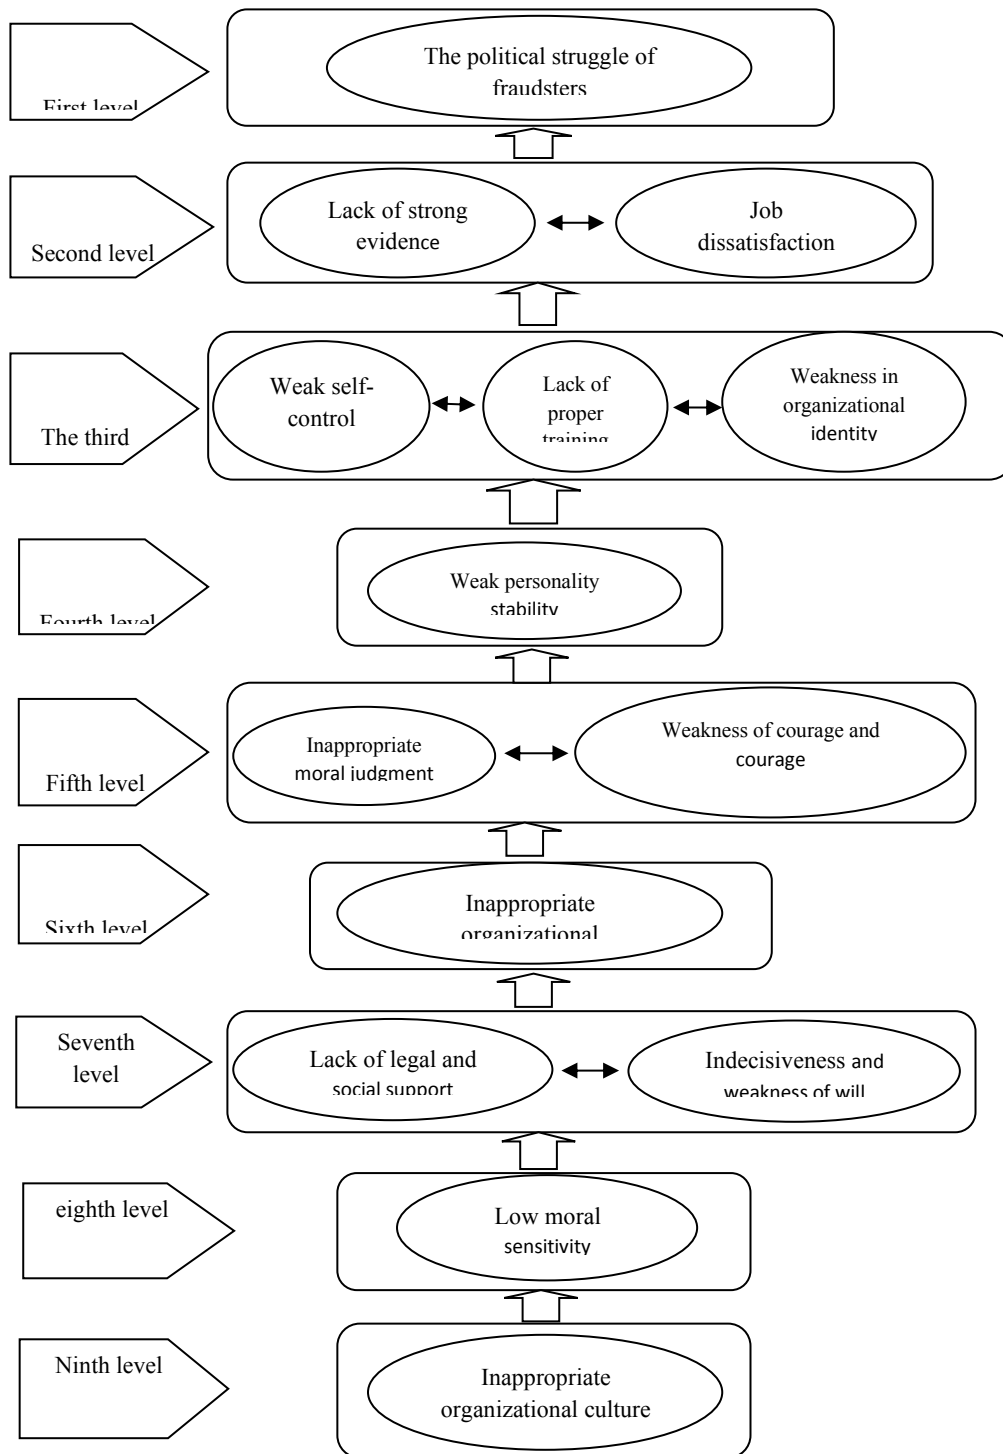 First level
The political struggle of
fraudsters
Second level
Lack of strong
evidence
Job
dissatisfaction
The third
Weak self-
control
Lack of
proper
training
Weakness in
organizational
identity
Fourth level
Weak personality
stability
Fifth level
Inappropriate
moral judgment
Weakness of courage and
courage
Sixth level
Inappropriate
organizational
Seventh
level
Lack of legal and
social support
Indecisiveness and
weakness of will
eighth level
Low moral
sensitivity
Ninth level
Inappropriate
organizational culture